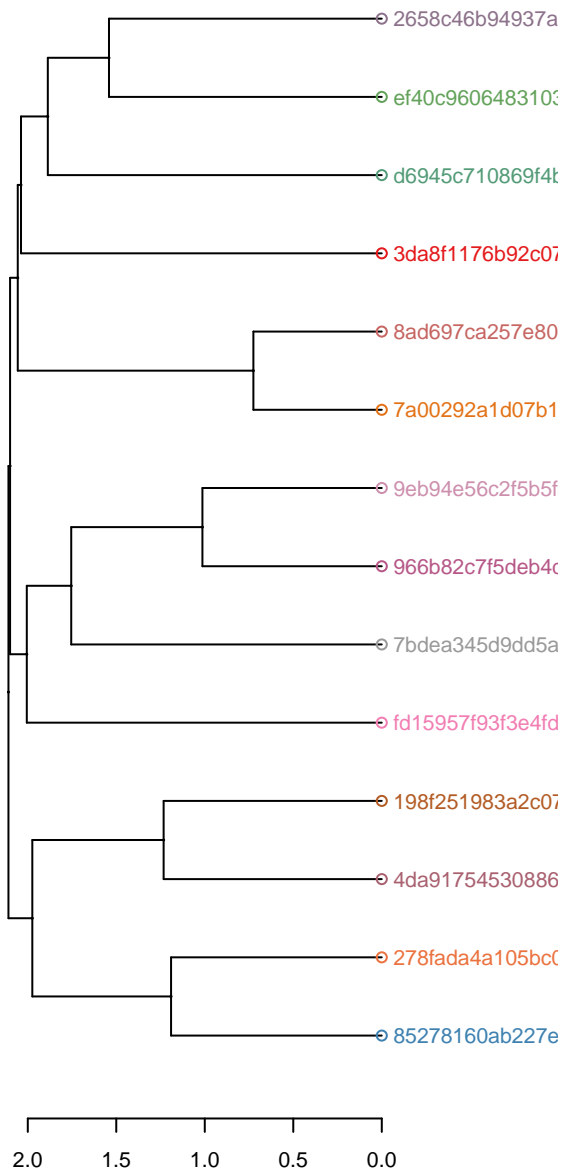 2658c46b94937a
ef40c9606483103
d6945c710869f4b
3da8f1176b92c07
8ad697ca257e80
7a00292a1d07b1
9eb94e56c2f5b5f
966b82c7f5deb4c
7bdea345d9dd5a
fd15957f93f3e4fd
198f251983a2c07
4da91754530886
278fada4a105bc0
85278160ab227e
2.0 1.5 1.0 0.5 0.0